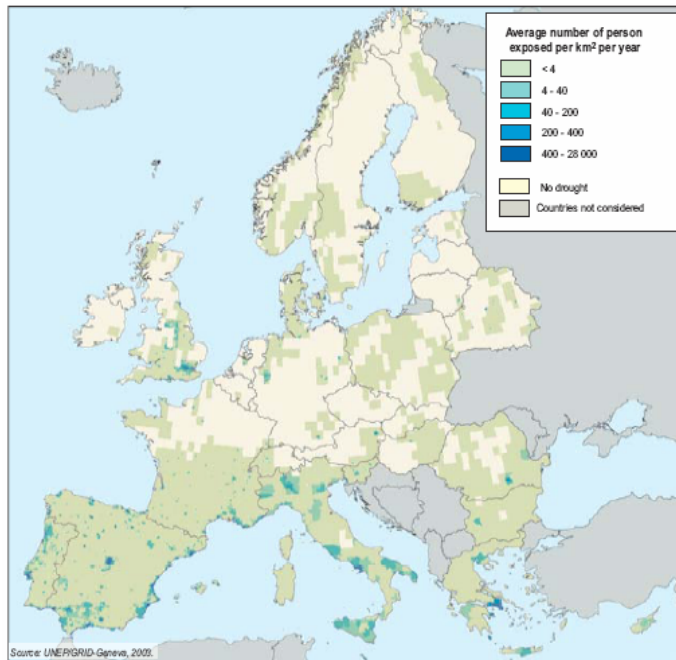 Average number of person
exposed per km² per year
< 4
4 - 40
40 - 200
200 - 400
400 - 28 000
No drought
Countries not considered
Source: UNEP/GRID-Geneva, 2003.